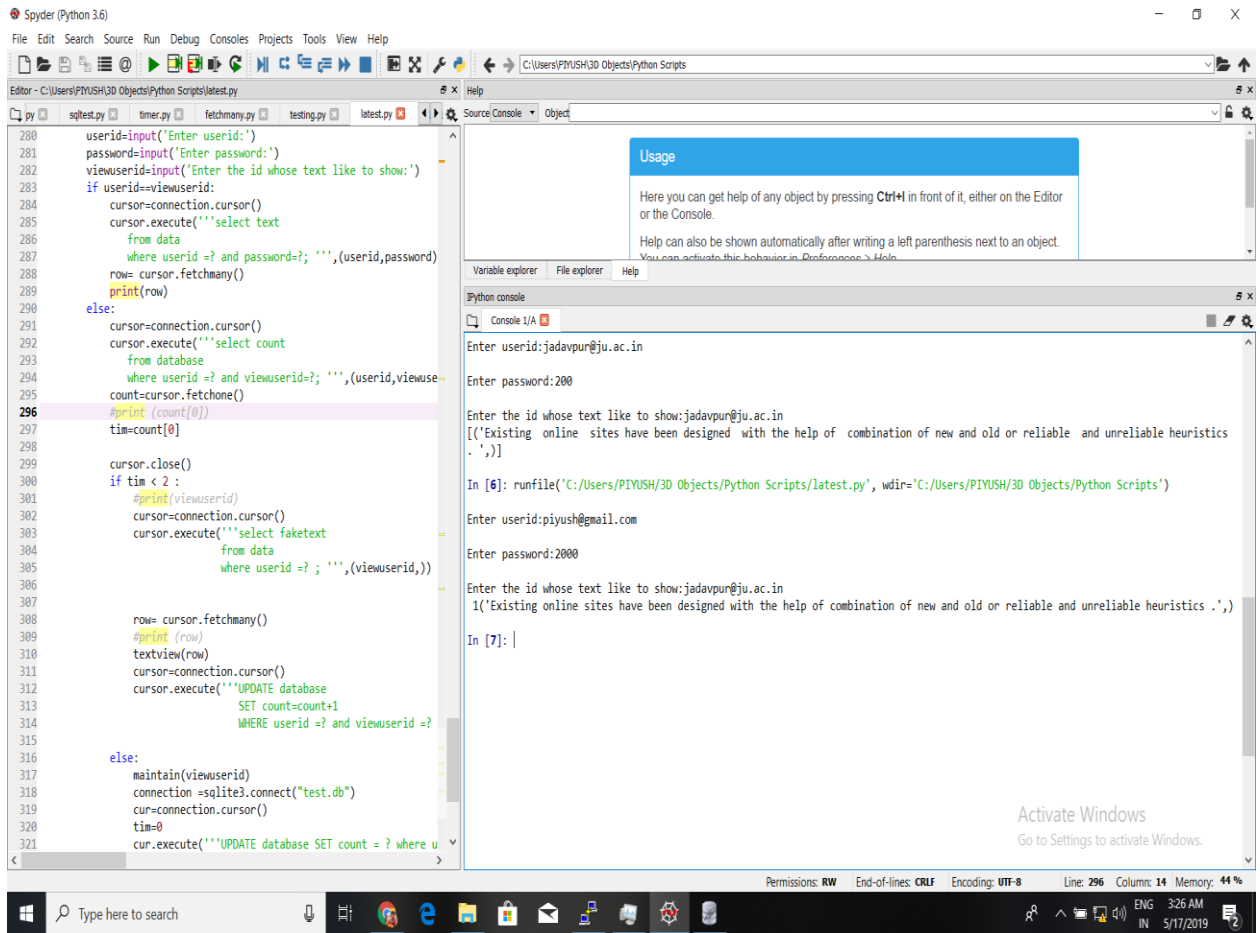 Spyder (Python 3.6)
File Edit Search Source Run Debug Consoles Projects Tools View Help
C:\Users\PIYUSH\3D Objects\Python Scripts
Editor - C:\Users\PIYUSH\3D Objects\Python Scripts\latest.py
py sqltest.py timer.py fetchmany.py testing.py latest.py
280 userid=input('Enter userid:')
281 password=input('Enter password:')
282 viewuserid=input('Enter the id whose text like to show:')
283 if userid==viewuserid:
284 cursor=connection.cursor()
285 cursor.execute('''select text
286 from data
287 where userid =? and password=?; ''',(userid,password)
288 row= cursor.fetchmany()
289 print(row)
290 else:
291 cursor=connection.cursor()
292 cursor.execute('''select count
293 from database
294 where userid =? and viewuserid=?; ''',(userid,viewuse
295 count=cursor.fetchone()
296 #print (count[0])
297 tim=count[0]
298
299 cursor.close()
300 if tim < 2 :
301 #print(viewuserid)
302 cursor=connection.cursor()
303 cursor.execute('''select faketext
304 from data
305 where userid =? ; ''',(viewuserid,))
306
307
308 row= cursor.fetchmany()
309 #print (row)
310 textview(row)
311 cursor=connection.cursor()
312 cursor.execute('''UPDATE database
313 SET count=count+1
314 WHERE userid =? and viewuserid =?
315
316 else:
317 maintain(viewuserid)
318 connection =sqlite3.connect("test.db")
319 cur=connection.cursor()
320 tim=0
321 cur.execute('''UPDATE database SET count = ? where u
Help
Source Console Object
Usage
Here you can get help of any object by pressing Ctrl+I in front of it, either on the Editor
or the Console.
Help can also be shown automatically after writing a left parenthesis next to an object.
You can activate this behavior in Preferences > Help.
Variable explorer File explorer Help
IPython console
Console 1/A
Enter userid:jadavpur@ju.ac.in
Enter password:200
Enter the id whose text like to show:jadavpur@ju.ac.in
[('Existing  online  sites have been designed  with the help of  combination of new and old or reliable  and unreliable heuristics
. ',)]
In [6]: runfile('C:/Users/PIYUSH/3D Objects/Python Scripts/latest.py', wdir='C:/Users/PIYUSH/3D Objects/Python Scripts')
Enter userid:piyush@gmail.com
Enter password:2000
Enter the id whose text like to show:jadavpur@ju.ac.in
1('Existing online sites have been designed with the help of combination of new and old or reliable and unreliable heuristics .',)
In [7]:
Activate Windows
Go to Settings to activate Windows.
Permissions: RW End-of-lines: CRLF Encoding: UTF-8 Line: 296 Column: 14 Memory: 44 %
Type here to search
ENG 3:26 AM
IN 5/17/2019
2